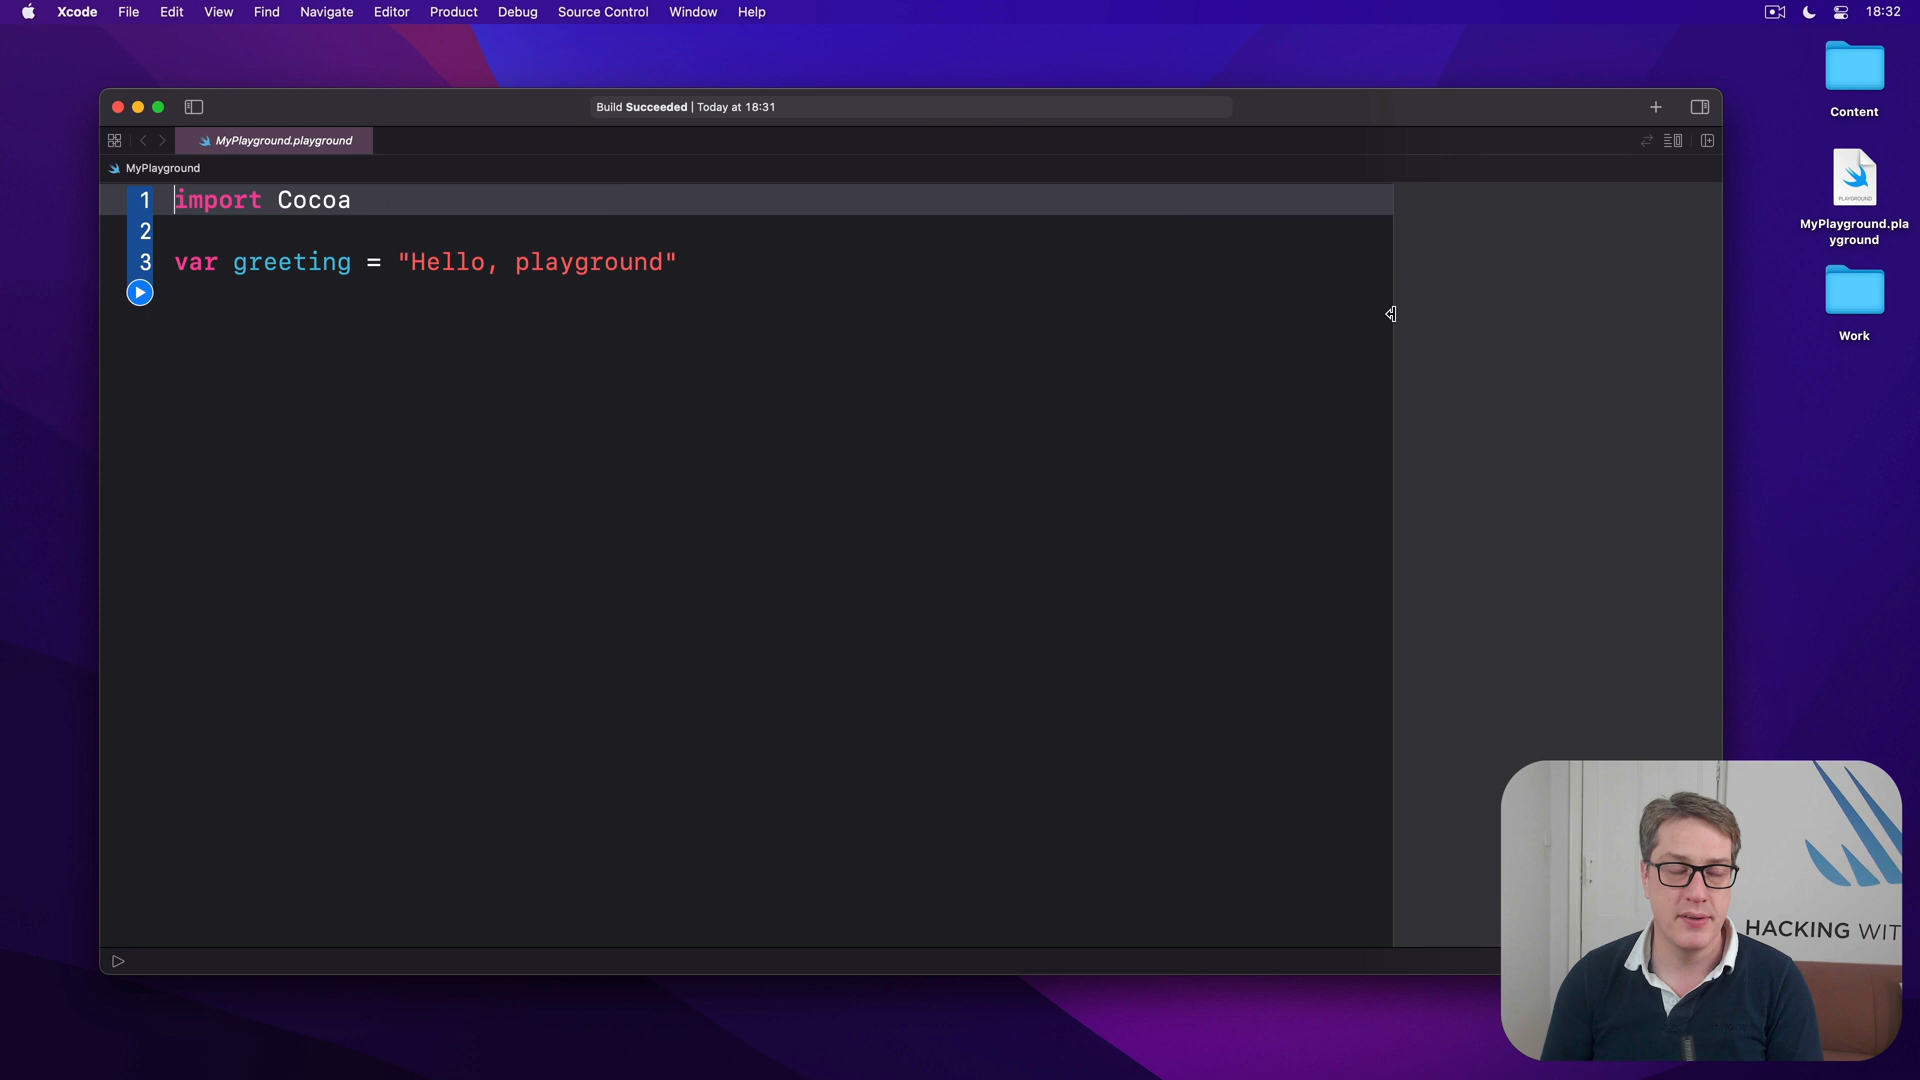 Xcode File Edit View Find Navigate Editor Product Debug Source Control Window Help 18:32
Content
Build Succeeded | Today at 18:31
MyPlayground.playground
MyPlayground
PLAYGROUND
MyPlayground.pla
yground
1 import Cocoa
2
3 var greeting = "Hello, playground"
Work
HACKING WIT